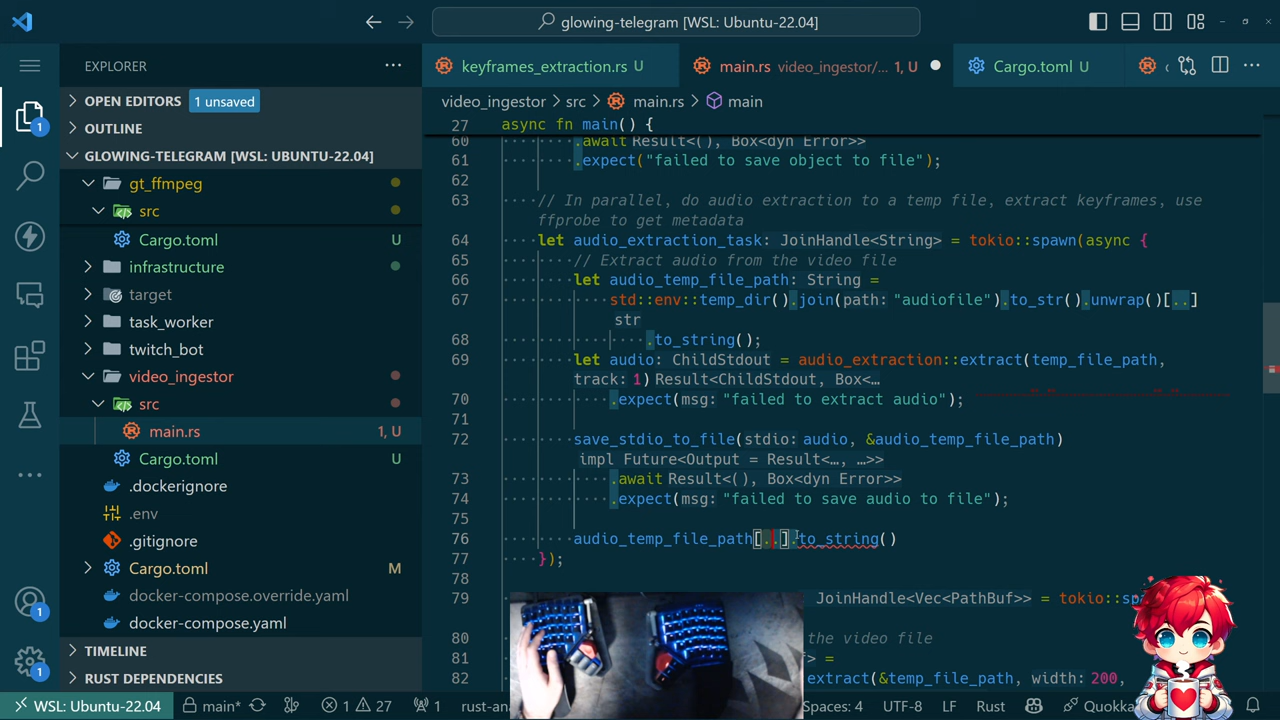 glowing-telegram [WSL: Ubuntu-22.04]
EXPLORER
OPEN EDITORS 1 unsaved
OUTLINE
GLOWING-TELEGRAM [WSL: UBUNTU-22.04]
gt_ffmpeg
src
Cargo.toml U
infrastructure
target
task_worker
twitch_bot
video_ingestor
src
main.rs 1, U
Cargo.toml U
.dockerignore
.env
.gitignore
Cargo.toml M
docker-compose.override.yaml
docker-compose.yaml
TIMELINE
RUST DEPENDENCIES
1
1
1
keyframes_extraction.rs U
main.rs video_ingestor/... 1, U
Cargo.toml U
video_ingestor > src > main.rs > main
27 async fn main() {
60 .await Result<(), Box<dyn Error>>
61 .expect("failed to save object to file");
62
63 // In parallel, do audio extraction to a temp file, extract keyframes, use
ffprobe to get metadata
64 let audio_extraction_task: JoinHandle<String> = tokio::spawn(async {
65 // Extract audio from the video file
66 let audio_temp_file_path: String =
67 std::env::temp_dir().join(path: "audiofile").to_str().unwrap()[..]
str
68 .to_string();
69 let audio: ChildStdout = audio_extraction::extract(temp_file_path,
track: 1) Result<ChildStdout, Box<…
70 .expect(msg: "failed to extract audio");
71
72 save_stdio_to_file(stdio: audio, &audio_temp_file_path)
impl Future<Output = Result<…, …>>
73 .await Result<(), Box<dyn Error>>
74 .expect(msg: "failed to save audio to file");
75
76 audio_temp_file_path[..].to_string()
77 });
78
79 JoinHandle<Vec<PathBuf>> = tokio::sp
80 the video file
81 > =
82 extract(&temp_file_path, width: 200,
WSL: Ubuntu-22.04 main* 1 27 1 rust-an Spaces: 4 UTF-8 LF Rust Quokka